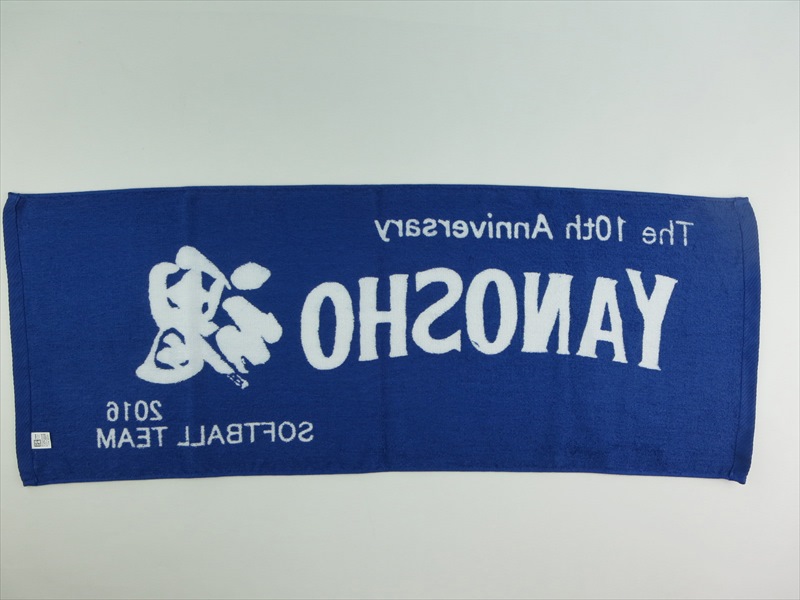 The 10th Anniversary
YANOSHO
2016
SOFTBALL TEAM